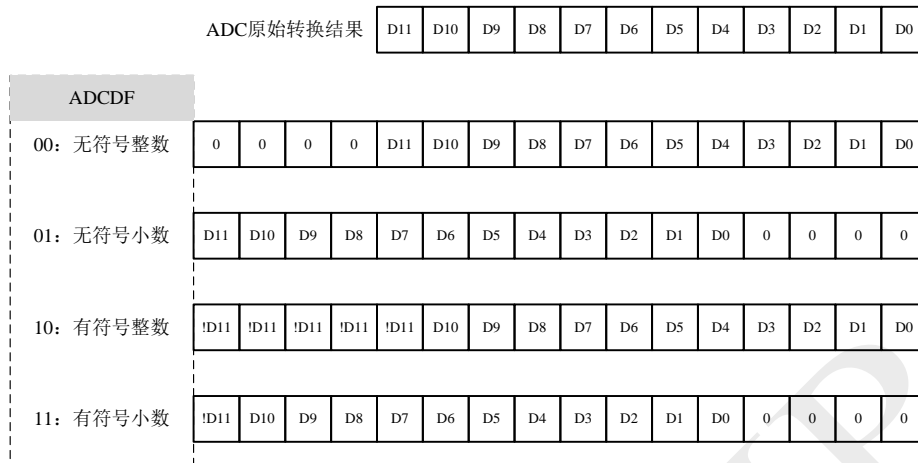 ADC原始转换结果 D11 D10 D9 D8 D7 D6 D5 D4 D3 D2 D1 D0
ADCDF
00：无符号整数 0 0 0 0 D11 D10 D9 D8 D7 D6 D5 D4 D3 D2 D1 D0
01：无符号小数 D11 D10 D9 D8 D7 D6 D5 D4 D3 D2 D1 D0 0 0 0 0
10：有符号整数 !D11 !D11 !D11 !D11 !D11 D10 D9 D8 D7 D6 D5 D4 D3 D2 D1 D0
11：有符号小数 !D11 D10 D9 D8 D7 D6 D5 D4 D3 D2 D1 D0 0 0 0 0